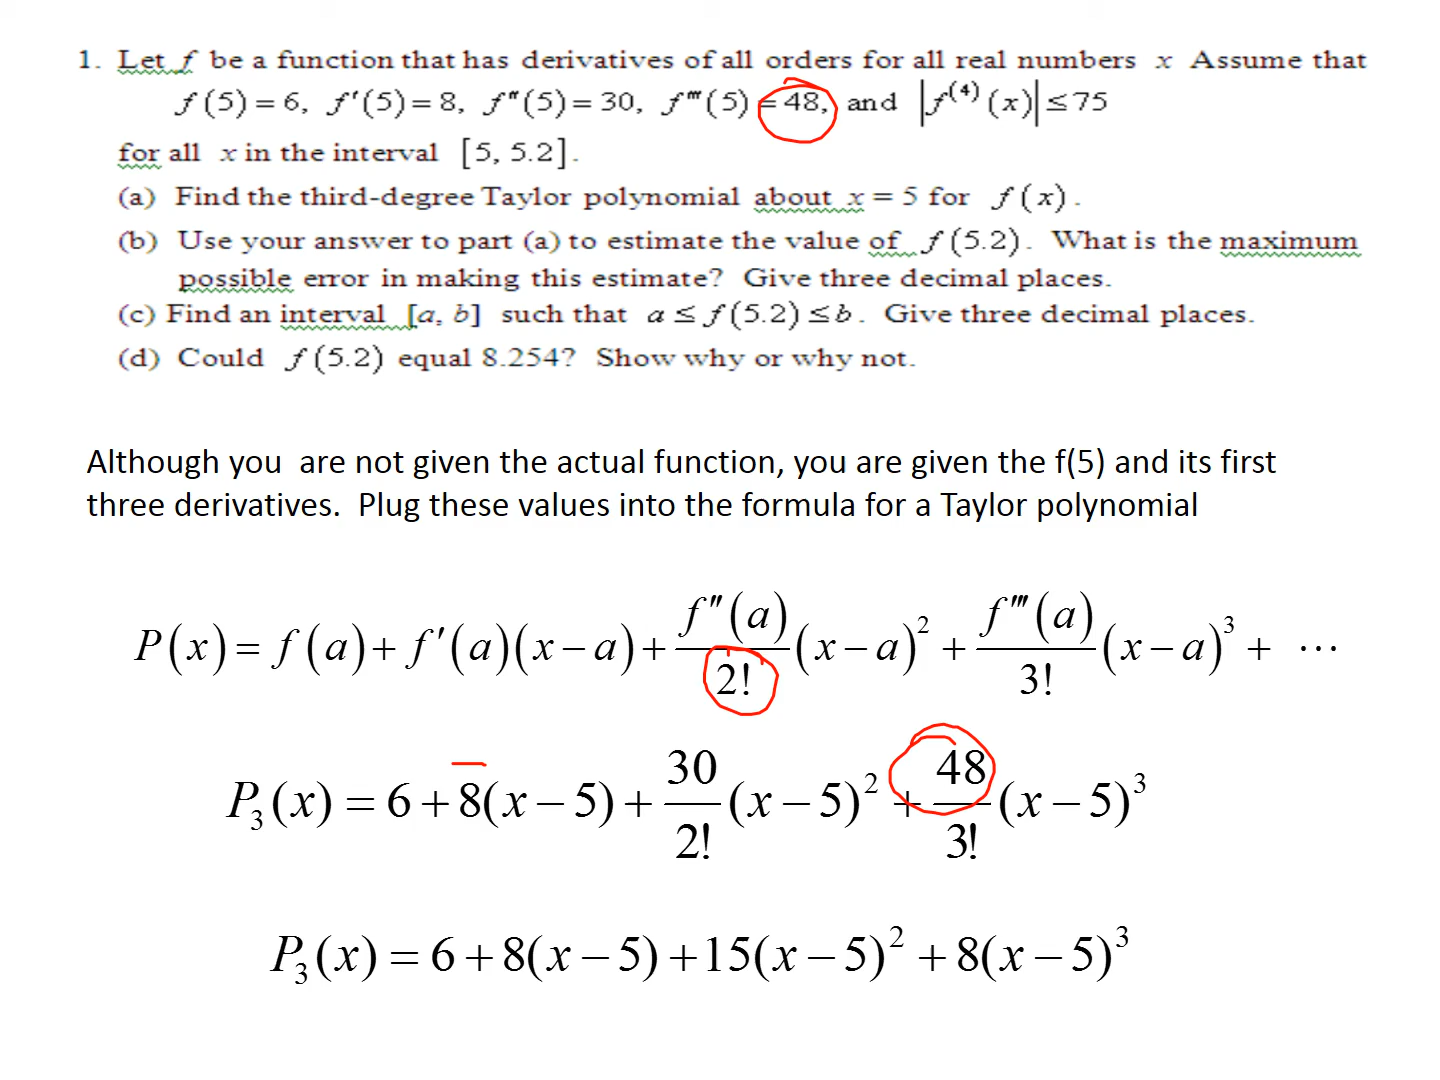 1. Let f be a function that has derivatives of all orders for all real numbers x Assume that
f(5) = 6, f'(5) = 8, f"(5) = 30, f'''(5) = 48, and |f⁽⁴⁾(x)| ≤ 75
for all x in the interval [5, 5.2].
(a) Find the third-degree Taylor polynomial about x = 5 for f(x).
(b) Use your answer to part (a) to estimate the value of f(5.2). What is the maximum
possible error in making this estimate? Give three decimal places.
(c) Find an interval [a, b] such that a ≤ f(5.2) ≤ b. Give three decimal places.
(d) Could f(5.2) equal 8.254? Show why or why not.
Although you are not given the actual function, you are given the f(5) and its first
three derivatives. Plug these values into the formula for a Taylor polynomial
P(x) = f(a) + f'(a)(x − a) + f"(a)/2! (x − a)² + f'''(a)/3! (x − a)³ + ⋯
P₃(x) = 6 + 8(x − 5) + 30/2! (x − 5)² + 48/3! (x − 5)³
P₃(x) = 6 + 8(x − 5) + 15(x − 5)² + 8(x − 5)³